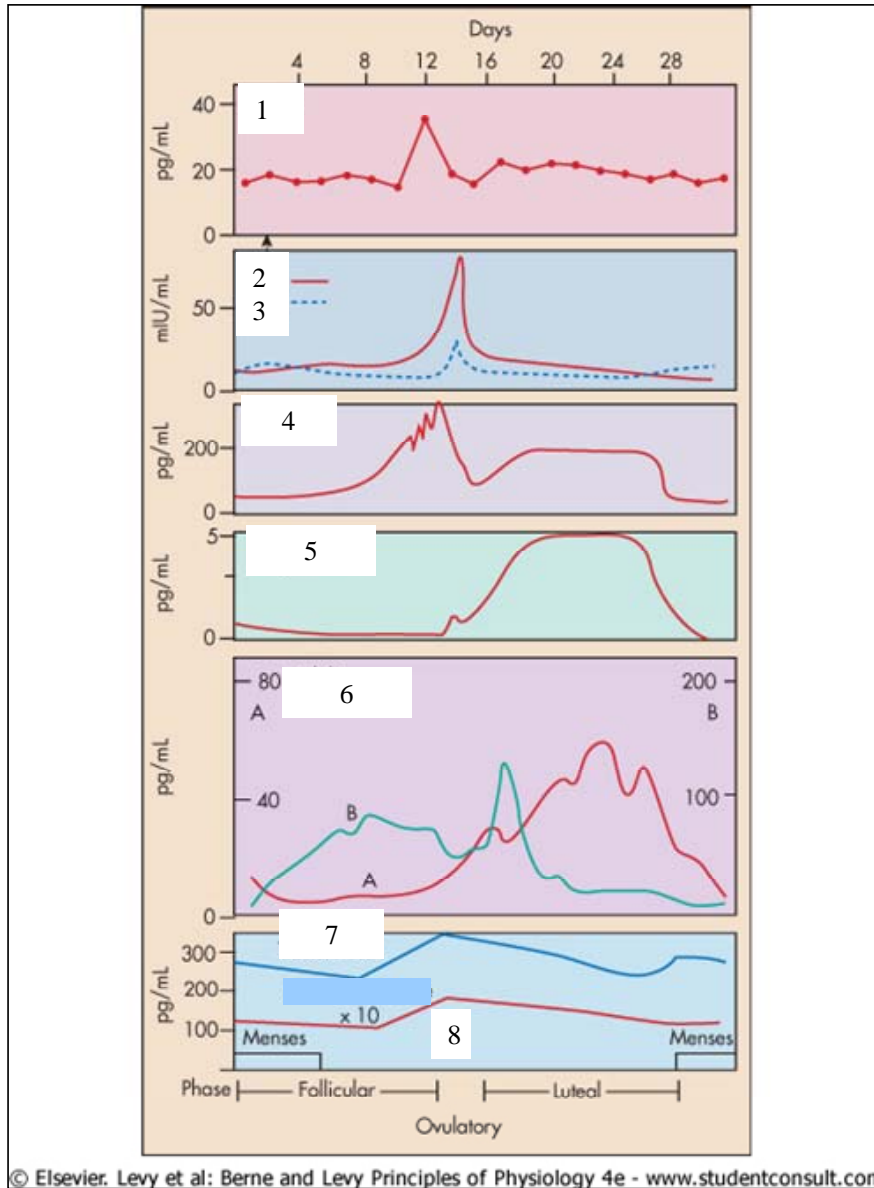 Days
4 8 12 16 20 24 28
40
1
pg/mL
20
0
2
3
mIU/mL
50
0
4
pg/mL
200
0
5
5
pg/mL
0
80
6
200
A
B
pg/mL
40
B
100
A
0
7
300
pg/mL
200
x 10
100
8
Menses
Menses
Phase
Follicular
Luteal
Ovulatory
© Elsevier. Levy et al: Berne and Levy Principles of Physiology 4e - www.studentconsult.com